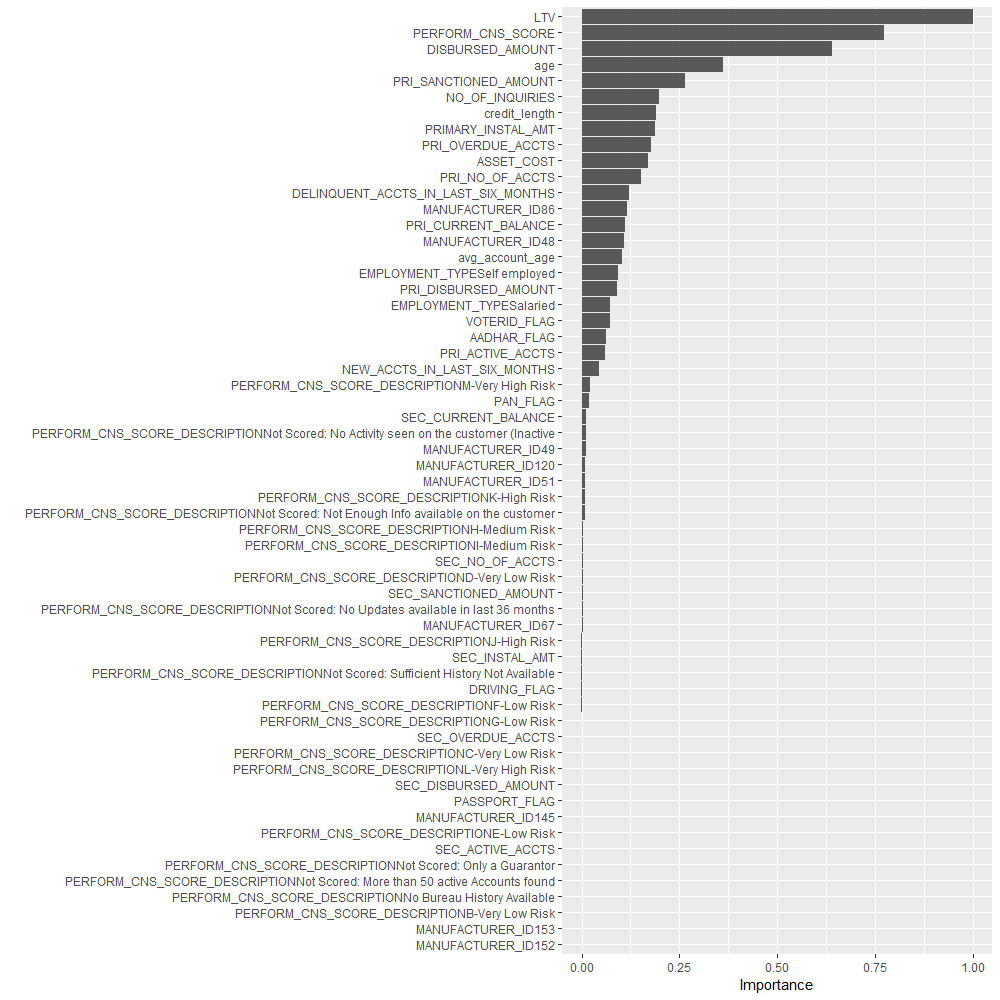 LTV
PERFORM_CNS_SCORE
DISBURSED_AMOUNT
age
PRI_SANCTIONED_AMOUNT
NO_OF_INQUIRIES
credit_length
PRIMARY_INSTAL_AMT
PRI_OVERDUE_ACCTS
ASSET_COST
PRI_NO_OF_ACCTS
DELINQUENT_ACCTS_IN_LAST_SIX_MONTHS
MANUFACTURER_ID86
PRI_CURRENT_BALANCE
MANUFACTURER_ID48
avg_account_age
EMPLOYMENT_TYPESelf employed
PRI_DISBURSED_AMOUNT
EMPLOYMENT_TYPESalaried
VOTERID_FLAG
AADHAR_FLAG
PRI_ACTIVE_ACCTS
NEW_ACCTS_IN_LAST_SIX_MONTHS
PERFORM_CNS_SCORE_DESCRIPTIONM-Very High Risk
PAN_FLAG
SEC_CURRENT_BALANCE
PERFORM_CNS_SCORE_DESCRIPTIONNot Scored: No Activity seen on the customer (Inactive
MANUFACTURER_ID49
MANUFACTURER_ID120
MANUFACTURER_ID51
PERFORM_CNS_SCORE_DESCRIPTIONK-High Risk
PERFORM_CNS_SCORE_DESCRIPTIONNot Scored: Not Enough Info available on the customer
PERFORM_CNS_SCORE_DESCRIPTIONH-Medium Risk
PERFORM_CNS_SCORE_DESCRIPTIONI-Medium Risk
SEC_NO_OF_ACCTS
PERFORM_CNS_SCORE_DESCRIPTIOND-Very Low Risk
SEC_SANCTIONED_AMOUNT
PERFORM_CNS_SCORE_DESCRIPTIONNot Scored: No Updates available in last 36 months
MANUFACTURER_ID67
PERFORM_CNS_SCORE_DESCRIPTIONJ-High Risk
SEC_INSTAL_AMT
PERFORM_CNS_SCORE_DESCRIPTIONNot Scored: Sufficient History Not Available
DRIVING_FLAG
PERFORM_CNS_SCORE_DESCRIPTIONF-Low Risk
PERFORM_CNS_SCORE_DESCRIPTIONG-Low Risk
SEC_OVERDUE_ACCTS
PERFORM_CNS_SCORE_DESCRIPTIONC-Very Low Risk
PERFORM_CNS_SCORE_DESCRIPTIONL-Very High Risk
SEC_DISBURSED_AMOUNT
PASSPORT_FLAG
MANUFACTURER_ID145
PERFORM_CNS_SCORE_DESCRIPTIONE-Low Risk
SEC_ACTIVE_ACCTS
PERFORM_CNS_SCORE_DESCRIPTIONNot Scored: Only a Guarantor
PERFORM_CNS_SCORE_DESCRIPTIONNot Scored: More than 50 active Accounts found
PERFORM_CNS_SCORE_DESCRIPTIONNo Bureau History Available
PERFORM_CNS_SCORE_DESCRIPTIONB-Very Low Risk
MANUFACTURER_ID153
MANUFACTURER_ID152
0.00 0.25 0.50 0.75 1.00
Importance